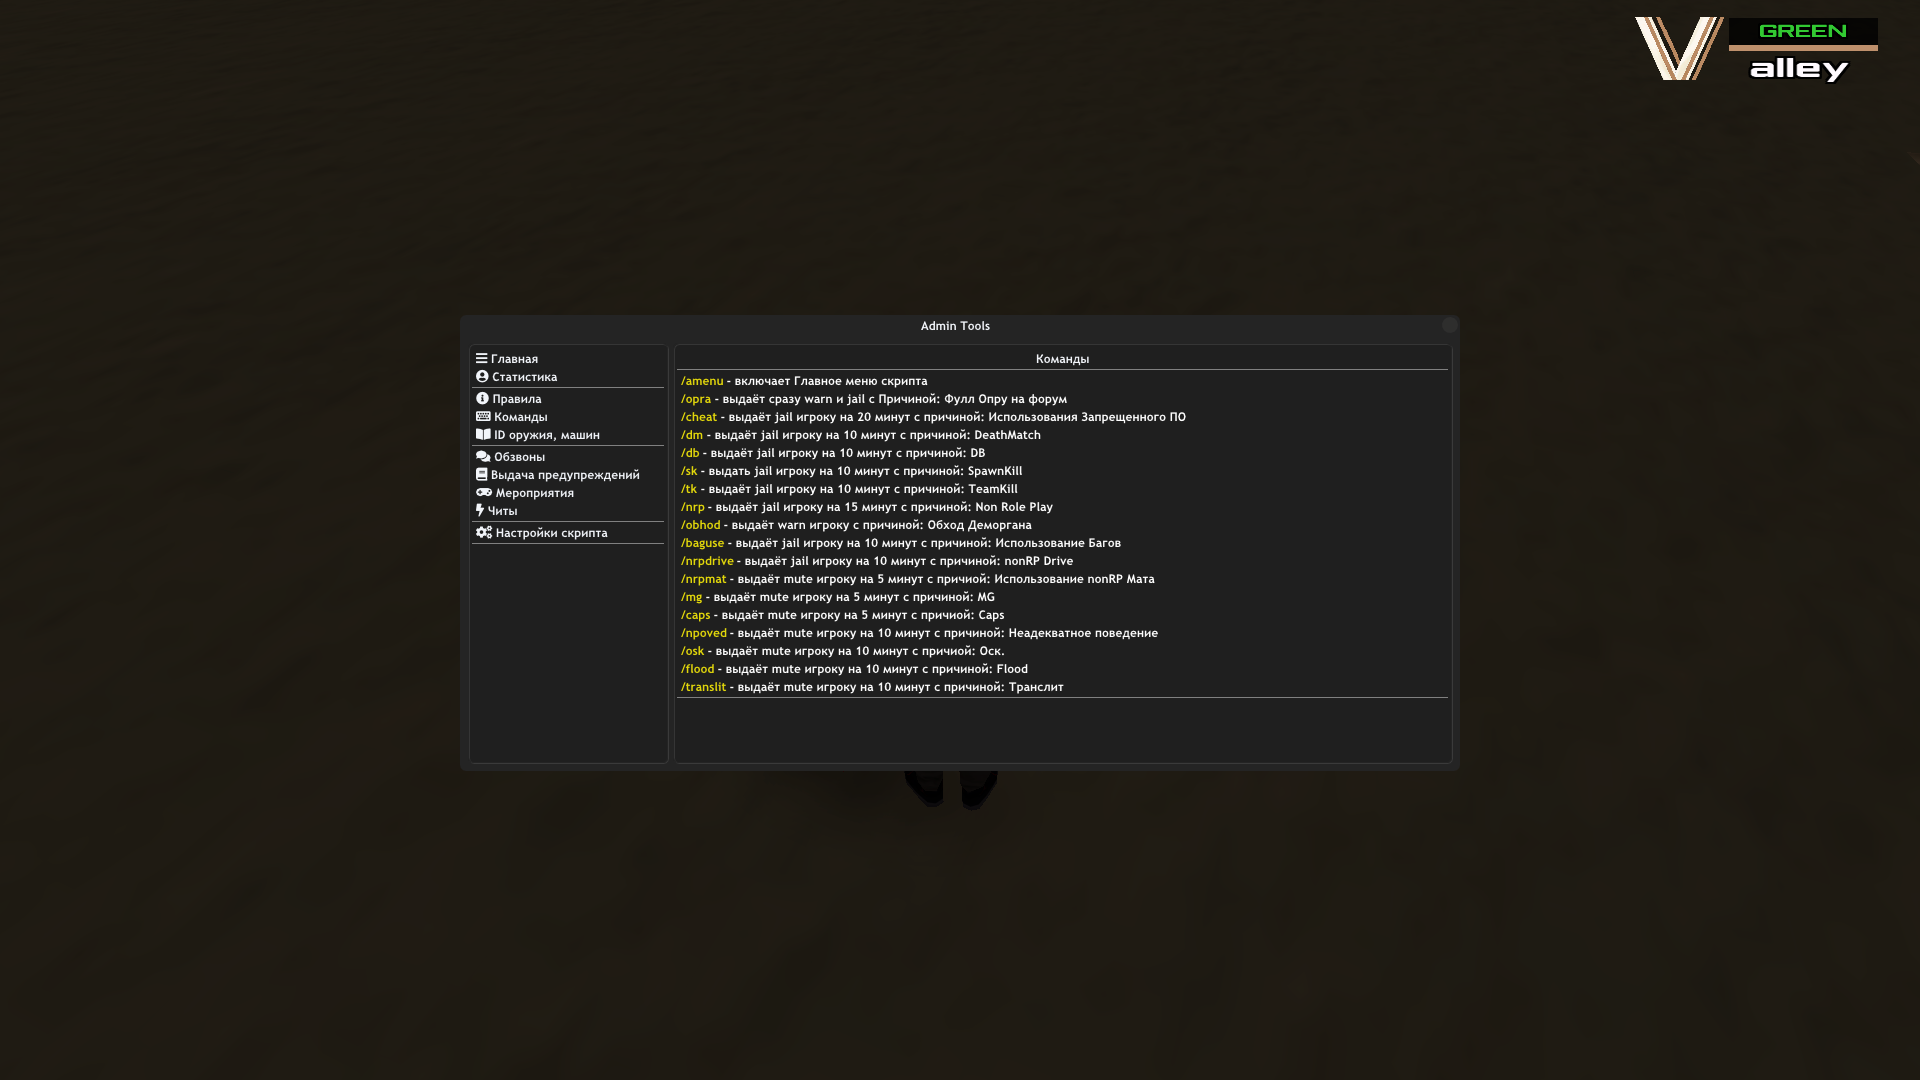 GREEN
alley
Admin Tools
Главная
Статистика
Правила
Команды
ID оружия, машин
Обзвоны
Выдача предупреждений
Мероприятия
Читы
Настройки скрипта
Команды
/amenu - включает Главное меню скрипта
/opra - выдаёт сразу warn и jail с Причиной: Фулл Опру на форум
/cheat - выдаёт jail игроку на 20 минут с причиной: Использования Запрещенного ПО
/dm - выдаёт jail игроку на 10 минут с причиной: DeathMatch
/db - выдаёт jail игроку на 10 минут с причиной: DB
/sk - выдать jail игроку на 10 минут с причиной: SpawnKill
/tk - выдаёт jail игроку на 10 минут с причиной: TeamKill
/nrp - выдаёт jail игроку на 15 минут с причиной: Non Role Play
/obhod - выдаёт warn игроку с причиной: Обход Деморгана
/baguse - выдаёт jail игроку на 10 минут с причиной: Использование Багов
/nrpdrive - выдаёт jail игроку на 10 минут с причиной: nonRP Drive
/nrpmat - выдаёт mute игроку на 5 минут с причиой: Использование nonRP Мата
/mg - выдаёт mute игроку на 5 минут с причиной: MG
/caps - выдаёт mute игроку на 5 минут с причиой: Caps
/npoved - выдаёт mute игроку на 10 минут с причиной: Неадекватное поведение
/osk - выдаёт mute игроку на 10 минут с причиой: Оск.
/flood - выдаёт mute игроку на 10 минут с причиной: Flood
/translit - выдаёт mute игроку на 10 минут с причиной: Транслит